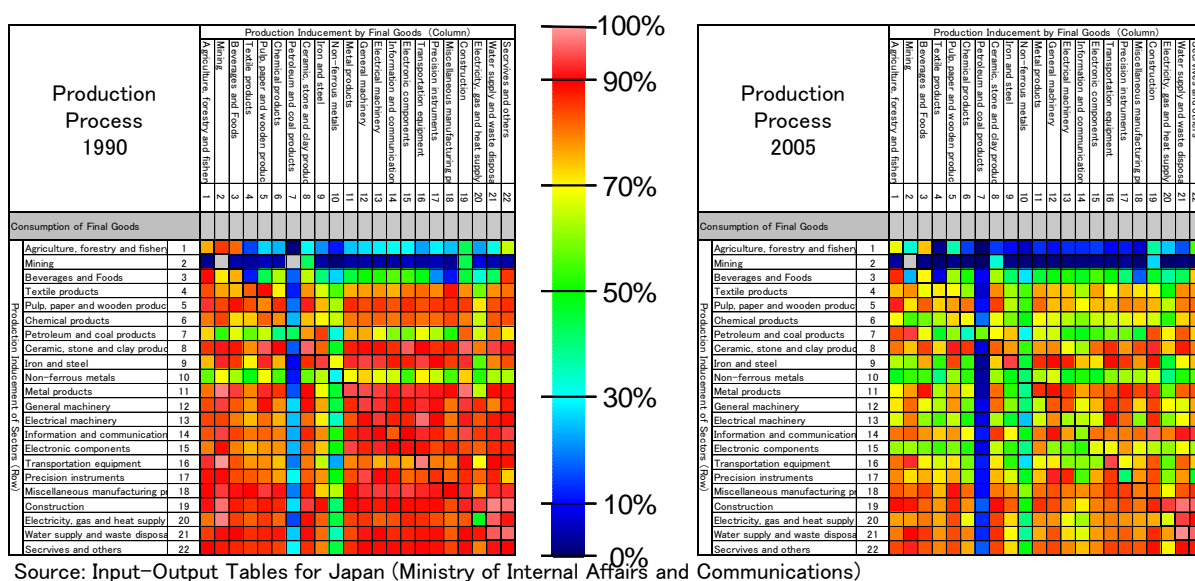 Production Process 1990
Production Inducement by Final Goods (Column)
Agriculture, forestry and fisher
Mining
Beverages and Foods
Textile products
Pulp, paper and wooden produc
Chemical products
Petroleum and coal products
Ceramic, stone and clay produc
Iron and steel
Non-ferrous metals
Metal products
General machinery
Electrical machinery
Information and communication
Electronic components
Transportation equipment
Precision instruments
Miscellaneous manufacturing pr
Construction
Electricity, gas and heat supply
Water supply and waste disposa
Secrvives and others
1 2 3 4 5 6 7 8 9 10 11 12 13 14 15 16 17 18 19 20 21 22
Consumption of Final Goods
Production Inducement of Sectors (Row)
Agriculture, forestry and fishery 1
Mining 2
Beverages and Foods 3
Textile products 4
Pulp, paper and wooden produc 5
Chemical products 6
Petroleum and coal products 7
Ceramic, stone and clay produc 8
Iron and steel 9
Non-ferrous metals 10
Metal products 11
General machinery 12
Electrical machinery 13
Information and communication 14
Electronic components 15
Transportation equipment 16
Precision instruments 17
Miscellaneous manufacturing pr 18
Construction 19
Electricity, gas and heat supply 20
Water supply and waste disposa 21
Secrvives and others 22
100%
90%
70%
50%
30%
10%
0%
Production Process 2005
Production Inducement by Final Goods (Column)
Agriculture, forestry and fisher
Mining
Beverages and Foods
Textile products
Pulp, paper and wooden produc
Chemical products
Petroleum and coal products
Ceramic, stone and clay produc
Iron and steel
Non-ferrous metals
Metal products
General machinery
Electrical machinery
Information and communication
Electronic components
Transportation equipment
Precision instruments
Miscellaneous manufacturing pr
Construction
Electricity, gas and heat supply
Water supply and waste disposa
1 2 3 4 5 6 7 8 9 10 11 12 13 14 15 16 17 18 19 20 21 22
Consumption of Final Goods
Production Inducement of Sectors (Row)
Agriculture, forestry and fishery 1
Mining 2
Beverages and Foods 3
Textile products 4
Pulp, paper and wooden produc 5
Chemical products 6
Petroleum and coal products 7
Ceramic, stone and clay produc 8
Iron and steel 9
Non-ferrous metals 10
Metal products 11
General machinery 12
Electrical machinery 13
Information and communication 14
Electronic components 15
Transportation equipment 16
Precision instruments 17
Miscellaneous manufacturing pr 18
Construction 19
Electricity, gas and heat supply 20
Water supply and waste disposa 21
Secrvives and others 22
Source: Input-Output Tables for Japan (Ministry of Internal Affairs and Communications)